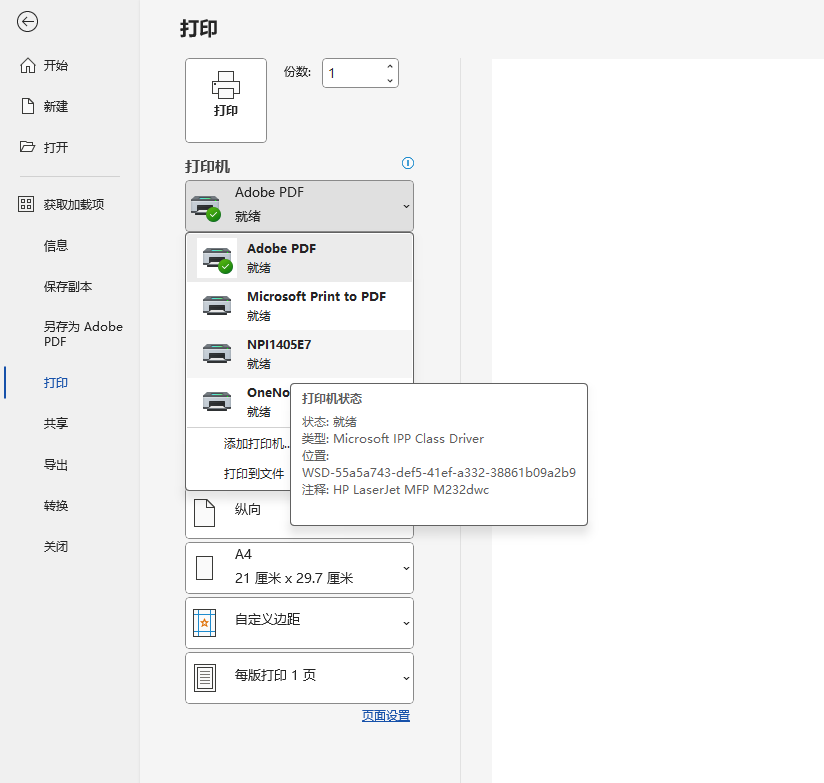 打印
开始
新建
打开
获取加载项
信息
保存副本
另存为 Adobe
PDF
打印
共享
导出
转换
关闭
打印
份数:
1
打印机
Adobe PDF
就绪
Adobe PDF
就绪
Microsoft Print to PDF
就绪
NPI1405E7
就绪
OneNo
就绪
添加打印机...
打印到文件
打印机状态
状态: 就绪
类型: Microsoft IPP Class Driver
位置:
WSD-55a5a743-def5-41ef-a332-38861b09a2b9
注释: HP LaserJet MFP M232dwc
纵向
A4
21 厘米 x 29.7 厘米
自定义边距
每版打印 1 页
页面设置